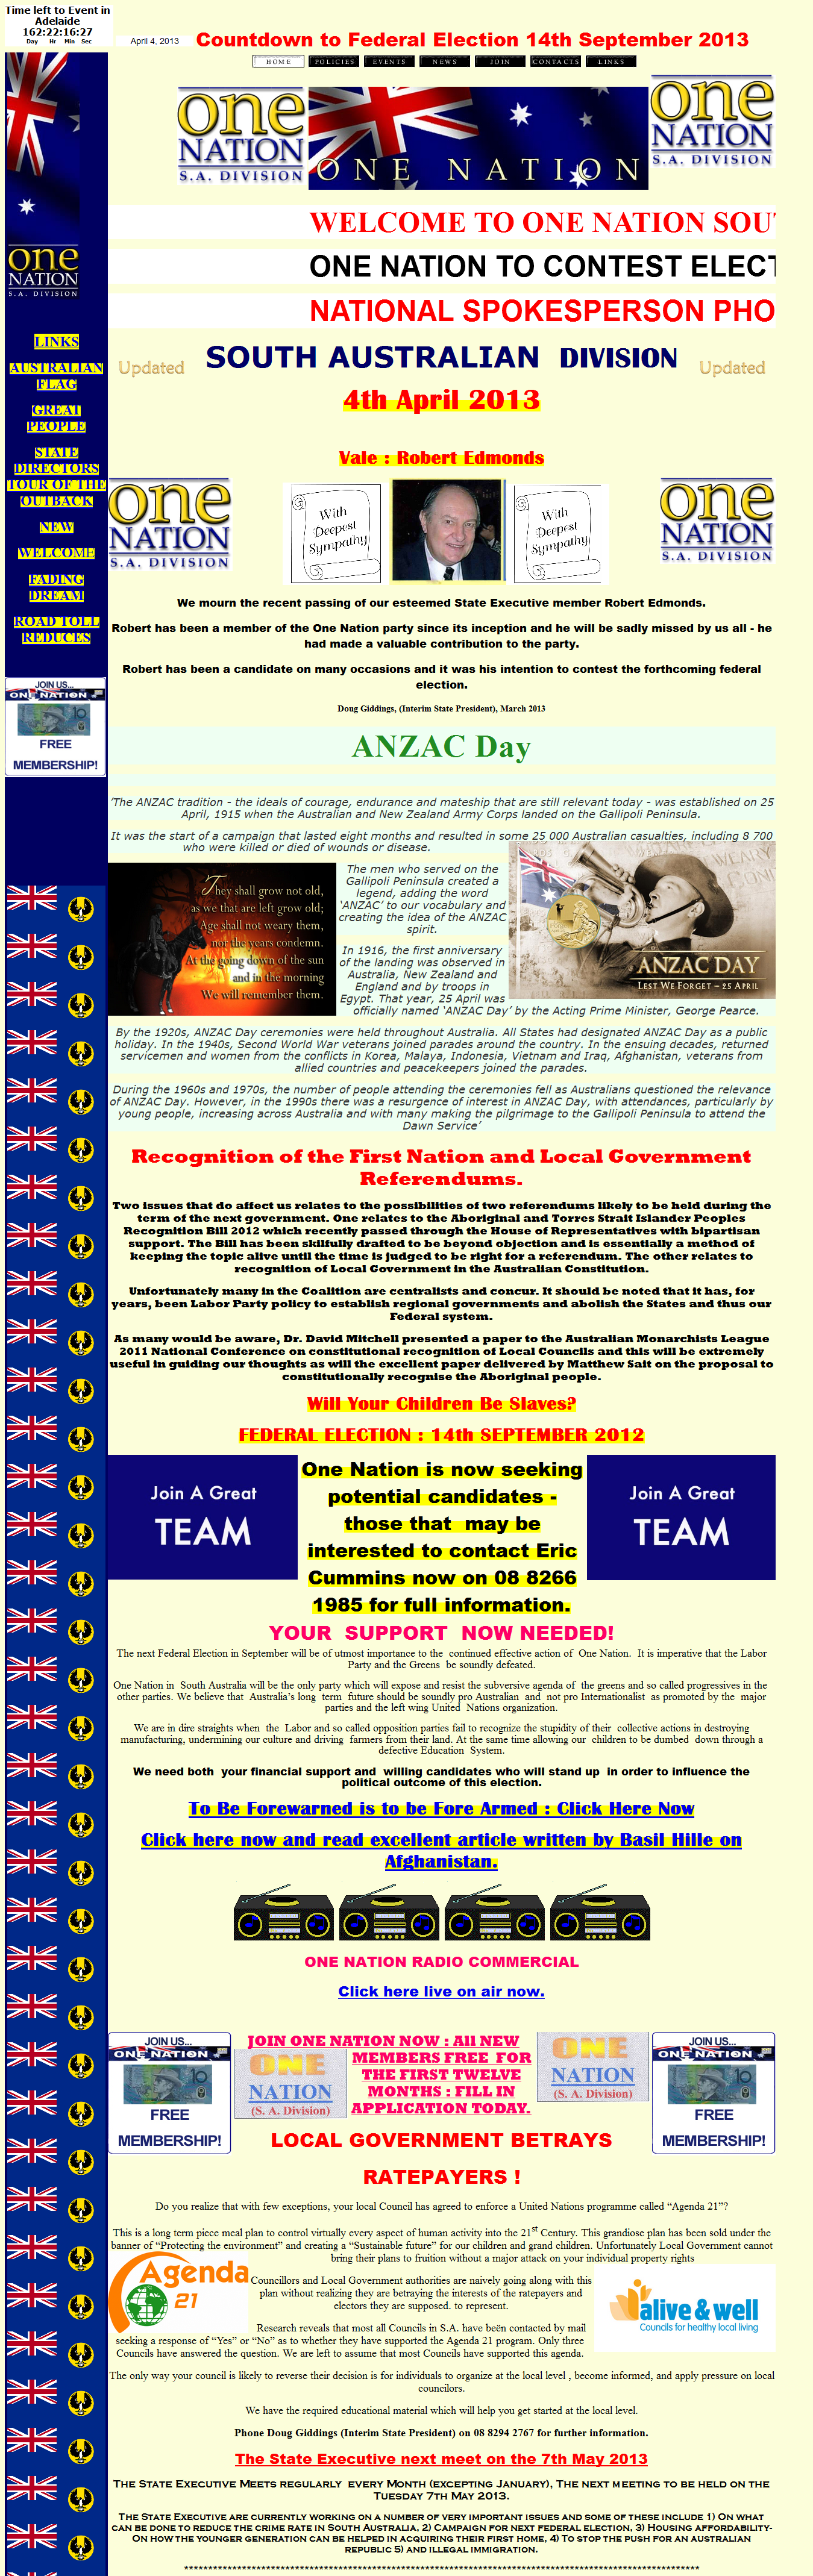 Time left to Event in
Adelaide
162:22:16:27
Day Hr Min Sec
April 4, 2013
Countdown to Federal Election 14th September 2013
HOME POLICIES EVENTS NEWS JOIN CONTACTS LINKS
one
NATION
S.A. DIVISION
ONE NATION
one
NATION
S.A. DIVISION
one
NATION
S.A. DIVISION
WELCOME TO ONE NATION SOU
ONE NATION TO CONTEST ELECT
NATIONAL SPOKESPERSON PHO
LINKS
AUSTRALIAN
FLAG
GREAT
PEOPLE
STATE
DIRECTORS
TOUR OF THE
OUTBACK
NEW
WELCOME
FADING
DREAM
ROAD TOLL
REDUCES
JOIN US...
ONE NATION
10
FREE
MEMBERSHIP!
Updated
SOUTH AUSTRALIAN DIVISION
Updated
4th April 2013
Vale : Robert Edmonds
one
NATION
S.A. DIVISION
With
Deepest
Sympathy
With
Deepest
Sympathy
one
NATION
S.A. DIVISION
We mourn the recent passing of our esteemed State Executive member Robert Edmonds.
Robert has been a member of the One Nation party since its inception and he will be sadly missed by us all - he
had made a valuable contribution to the party.
Robert has been a candidate on many occasions and it was his intention to contest the forthcoming federal
election.
Doug Giddings, (Interim State President), March 2013
ANZAC Day
'The ANZAC tradition - the ideals of courage, endurance and mateship that are still relevant today - was established on 25
April, 1915 when the Australian and New Zealand Army Corps landed on the Gallipoli Peninsula.
It was the start of a campaign that lasted eight months and resulted in some 25 000 Australian casualties, including 8 700
who were killed or died of wounds or disease.
They shall grow not old,
as we that are left grow old;
Age shall not weary them,
nor the years condemn.
At the going down of the sun
and in the morning
We will remember them.
The men who served on the
Gallipoli Peninsula created a
legend, adding the word
'ANZAC' to our vocabulary and
creating the idea of the ANZAC
spirit.
ANZAC DAY
LEST WE FORGET – 25 APRIL
In 1916, the first anniversary
of the landing was observed in
Australia, New Zealand and
England and by troops in
Egypt. That year, 25 April was
officially named 'ANZAC Day' by the Acting Prime Minister, George Pearce.
By the 1920s, ANZAC Day ceremonies were held throughout Australia. All States had designated ANZAC Day as a public
holiday. In the 1940s, Second World War veterans joined parades around the country. In the ensuing decades, returned
servicemen and women from the conflicts in Korea, Malaya, Indonesia, Vietnam and Iraq, Afghanistan, veterans from
allied countries and peacekeepers joined the parades.
During the 1960s and 1970s, the number of people attending the ceremonies fell as Australians questioned the relevance
of ANZAC Day. However, in the 1990s there was a resurgence of interest in ANZAC Day, with attendances, particularly by
young people, increasing across Australia and with many making the pilgrimage to the Gallipoli Peninsula to attend the
Dawn Service'
Recognition of the First Nation and Local Government
Referendums.
Two issues that do affect us relates to the possibilities of two referendums likely to be held during the
term of the next government. One relates to the Aboriginal and Torres Strait Islander Peoples
Recognition Bill 2012 which recently passed through the House of Representatives with bipartisan
support. The Bill has been skilfully drafted to be beyond objection and is essentially a method of
keeping the topic alive until the time is judged to be right for a referendum. The other relates to
recognition of Local Government in the Australian Constitution.
Unfortunately many in the Coalition are centralists and concur. It should be noted that it has, for
years, been Labor Party policy to establish regional governments and abolish the States and thus our
Federal system.
As many would be aware, Dr. David Mitchell presented a paper to the Australian Monarchists League
2011 National Conference on constitutional recognition of Local Councils and this will be extremely
useful in guiding our thoughts as will the excellent paper delivered by Matthew Sait on the proposal to
constitutionally recognise the Aboriginal people.
Will Your Children Be Slaves?
FEDERAL ELECTION : 14th SEPTEMBER 2012
Join A Great
TEAM
One Nation is now seeking
potential candidates -
those that may be
interested to contact Eric
Cummins now on 08 8266
1985 for full information.
Join A Great
TEAM
YOUR SUPPORT NOW NEEDED!
The next Federal Election in September will be of utmost importance to the continued effective action of One Nation. It is imperative that the Labor
Party and the Greens be soundly defeated.
One Nation in South Australia will be the only party which will expose and resist the subversive agenda of the greens and so called progressives in the
other parties. We believe that Australia's long term future should be soundly pro Australian and not pro Internationalist as promoted by the major
parties and the left wing United Nations organization.
We are in dire straights when the Labor and so called opposition parties fail to recognize the stupidity of their collective actions in destroying
manufacturing, undermining our culture and driving farmers from their land. At the same time allowing our children to be dumbed down through a
defective Education System.
We need both your financial support and willing candidates who will stand up in order to influence the
political outcome of this election.
To Be Forewarned is to be Fore Armed : Click Here Now
Click here now and read excellent article written by Basil Hille on
Afghanistan.
ONE NATION RADIO COMMERCIAL
Click here live on air now.
JOIN US...
ONE NATION
10
FREE
MEMBERSHIP!
JOIN ONE NATION NOW : All NEW
MEMBERS FREE FOR
THE FIRST TWELVE
MONTHS : FILL IN
APPLICATION TODAY.
ONE
NATION
(S. A. Division)
ONE
NATION
(S. A. Division)
JOIN US...
ONE NATION
10
FREE
MEMBERSHIP!
LOCAL GOVERNMENT BETRAYS
RATEPAYERS !
Do you realize that with few exceptions, your local Council has agreed to enforce a United Nations programme called "Agenda 21"?
This is a long term piece meal plan to control virtually every aspect of human activity into the 21st Century. This grandiose plan has been sold under the
banner of "Protecting the environment" and creating a "Sustainable future" for our children and grand children. Unfortunately Local Government cannot
bring their plans to fruition without a major attack on your individual property rights
Agenda
21
Councillors and Local Government authorities are naively going along with this
plan without realizing they are betraying the interests of the ratepayers and
electors they are supposed. to represent.
alive & well
Councils for healthy local living
Research reveals that most all Councils in S.A. have been contacted by mail
seeking a response of "Yes" or "No" as to whether they have supported the Agenda 21 program. Only three
Councils have answered the question. We are left to assume that most Councils have supported this agenda.
The only way your council is likely to reverse their decision is for individuals to organize at the local level , become informed, and apply pressure on local
councilors.
We have the required educational material which will help you get started at the local level.
Phone Doug Giddings (Interim State President) on 08 8294 2767 for further information.
The State Executive next meet on the 7th May 2013
The State Executive Meets regularly every Month (excepting January), The next meeting to be held on the
Tuesday 7th May 2013.
The State Executive are currently working on a number of very important issues and some of these include 1) On what
can be done to reduce the crime rate in South Australia, 2) Campaign for next federal election, 3) Housing affordability-
On how the younger generation can be helped in acquiring their first home, 4) To stop the push for an australian
republic 5) and illegal immigration.